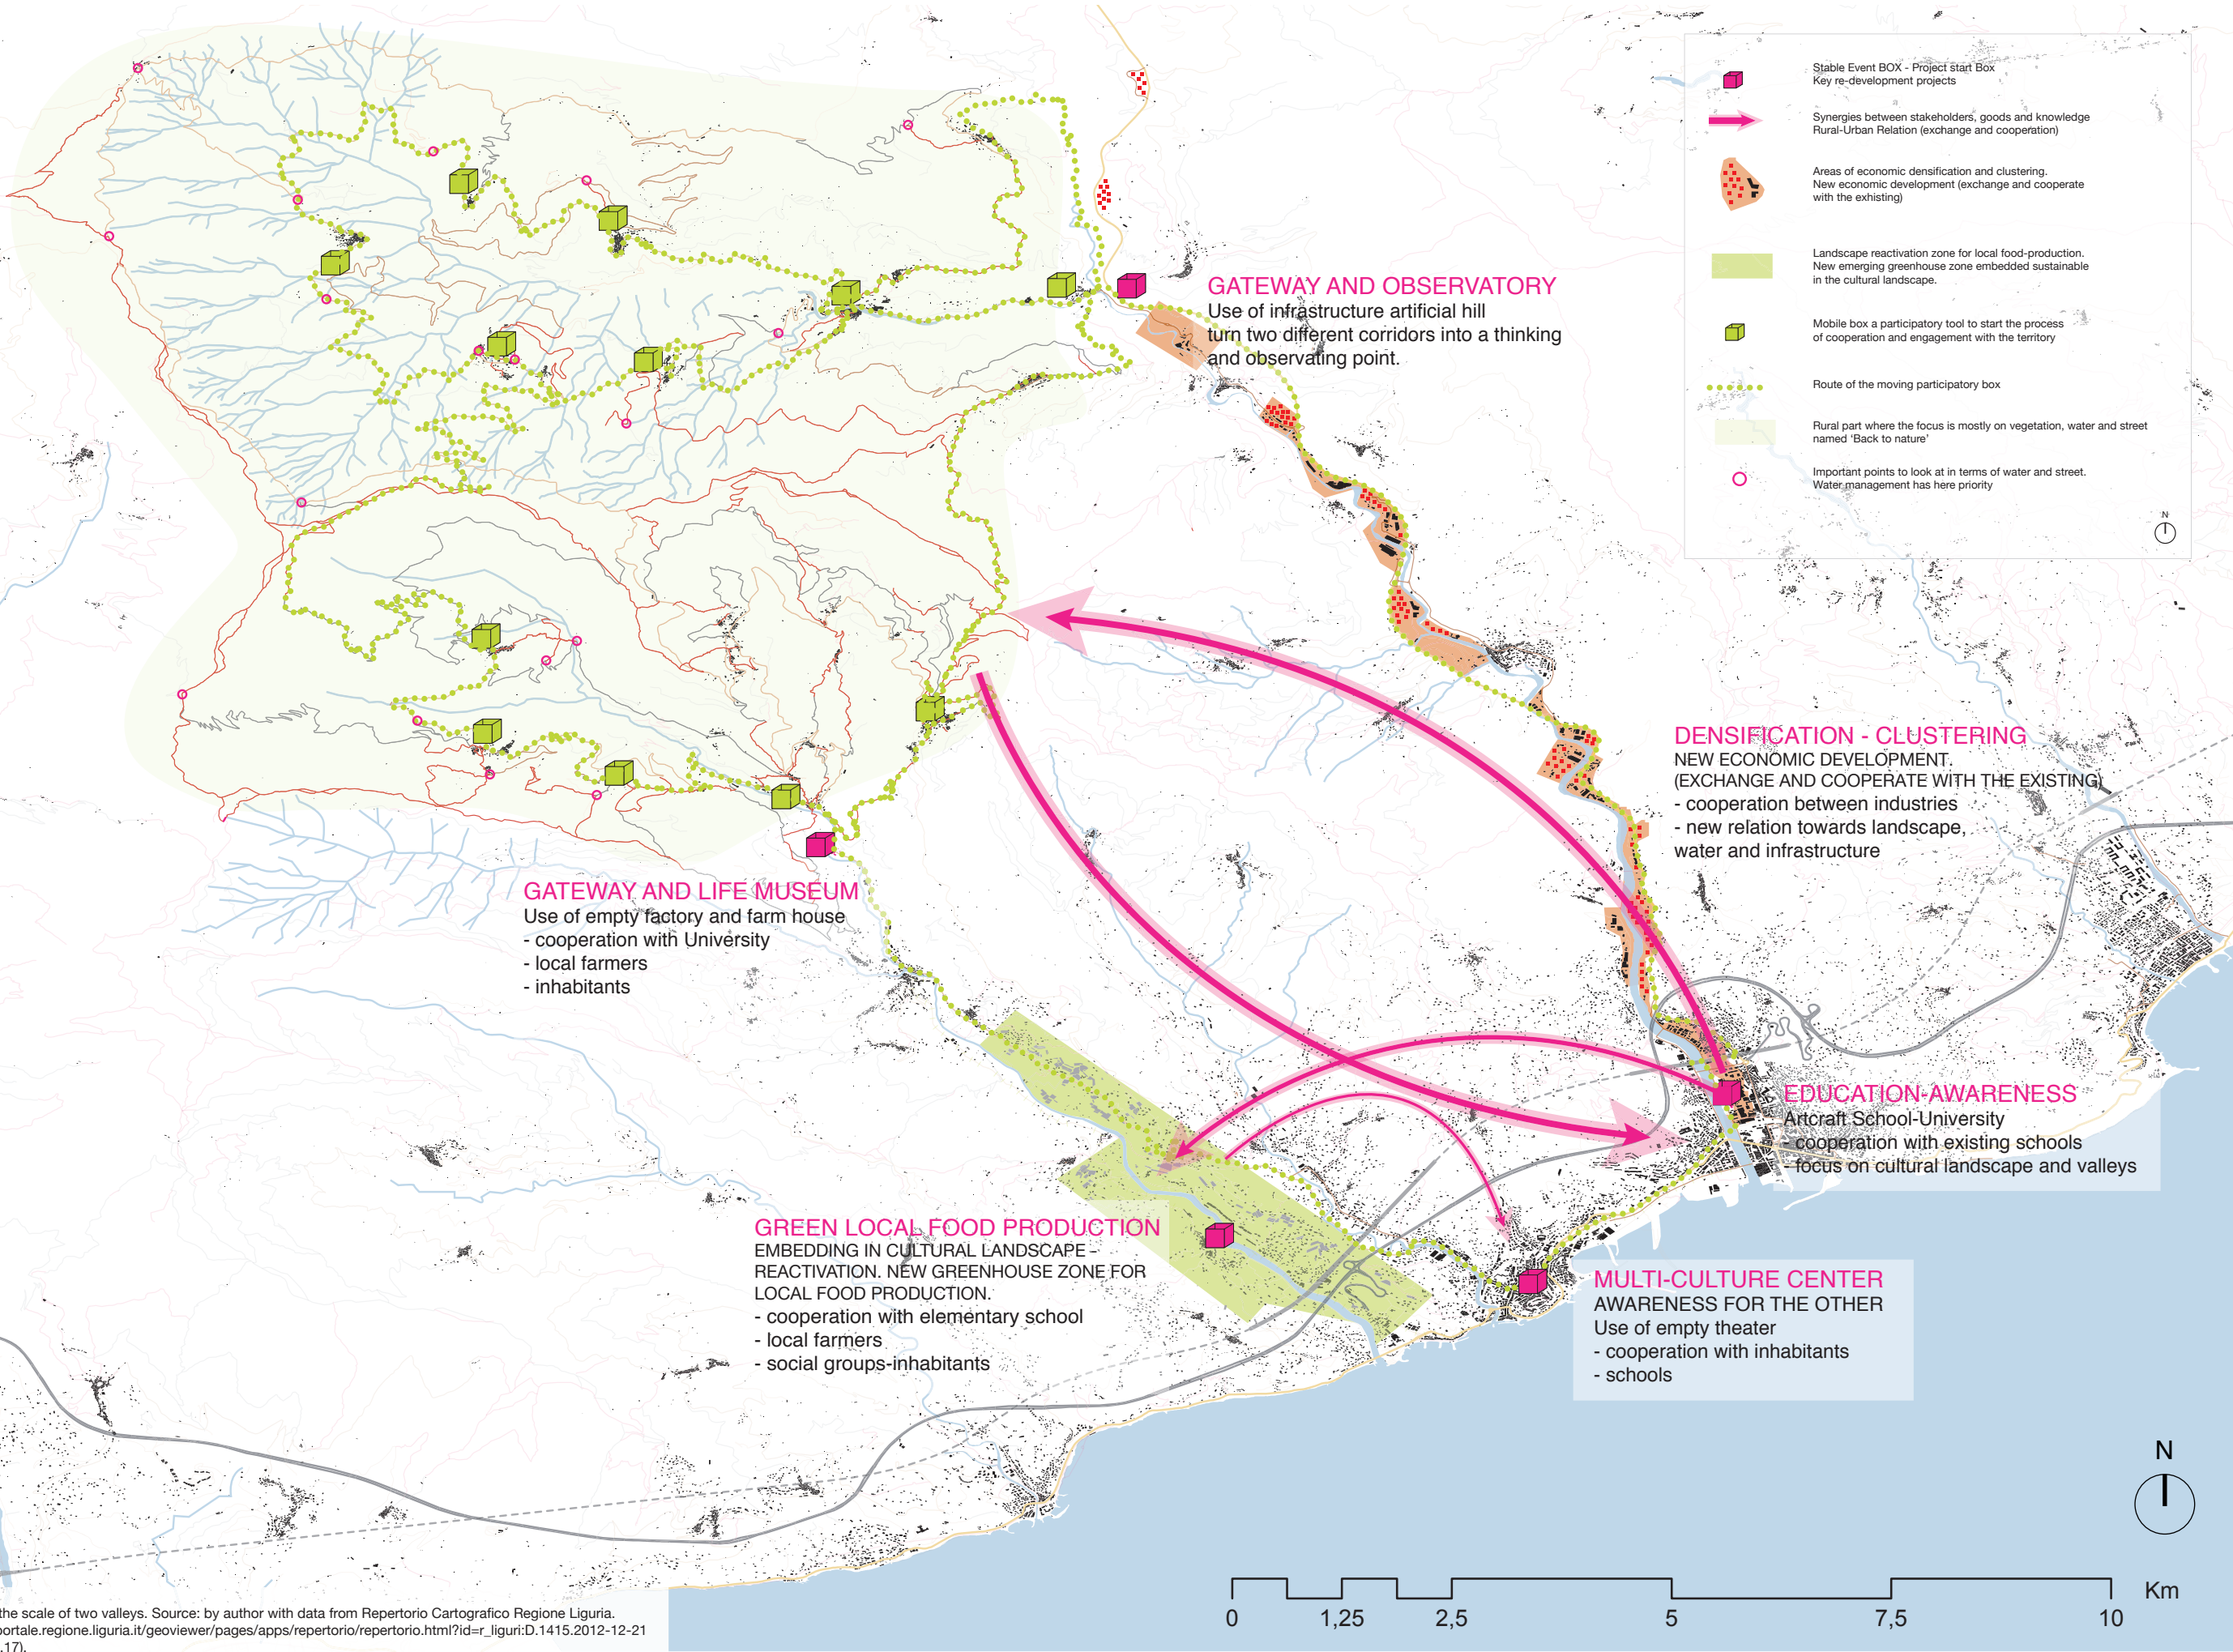 Stable Event BOX - Project start Box
Key re-development projects
Synergies between stakeholders, goods and knowledge
Rural-Urban Relation (exchange and cooperation)
Areas of economic densification and clustering.
New economic development (exchange and cooperate
with the exhisting)
Landscape reactivation zone for local food-production.
New emerging greenhouse zone embedded sustainable
in the cultural landscape.
Mobile box a participatory tool to start the process
of cooperation and engagement with the territory
Route of the moving participatory box
Rural part where the focus is mostly on vegetation, water and street
named ‘Back to nature’
Important points to look at in terms of water and street.
Water management has here priority
N
GATEWAY AND OBSERVATORY
Use of infrastructure artificial hill
turn two different corridors into a thinking
and observating point.
DENSIFICATION - CLUSTERING
NEW ECONOMIC DEVELOPMENT.
(EXCHANGE AND COOPERATE WITH THE EXISTING)
- cooperation between industries
- new relation towards landscape,
water and infrastructure
GATEWAY AND LIFE MUSEUM
Use of empty factory and farm house
- cooperation with University
- local farmers
- inhabitants
EDUCATION-AWARENESS
Artcraft School-University
- cooperation with existing schools
- focus on cultural landscape and valleys
GREEN LOCAL FOOD PRODUCTION
EMBEDDING IN CULTURAL LANDSCAPE -
REACTIVATION. NEW GREENHOUSE ZONE FOR
LOCAL FOOD PRODUCTION.
- cooperation with elementary school
- local farmers
- social groups-inhabitants
MULTI-CULTURE CENTER
AWARENESS FOR THE OTHER
Use of empty theater
- cooperation with inhabitants
- schools
N
Km
0 1,25 2,5 5 7,5 10
the scale of two valleys. Source: by author with data from Repertorio Cartografico Regione Liguria.
portale.regione.liguria.it/geoviewer/pages/apps/repertorio/repertorio.html?id=r_liguri:D.1415.2012-12-21
.17).